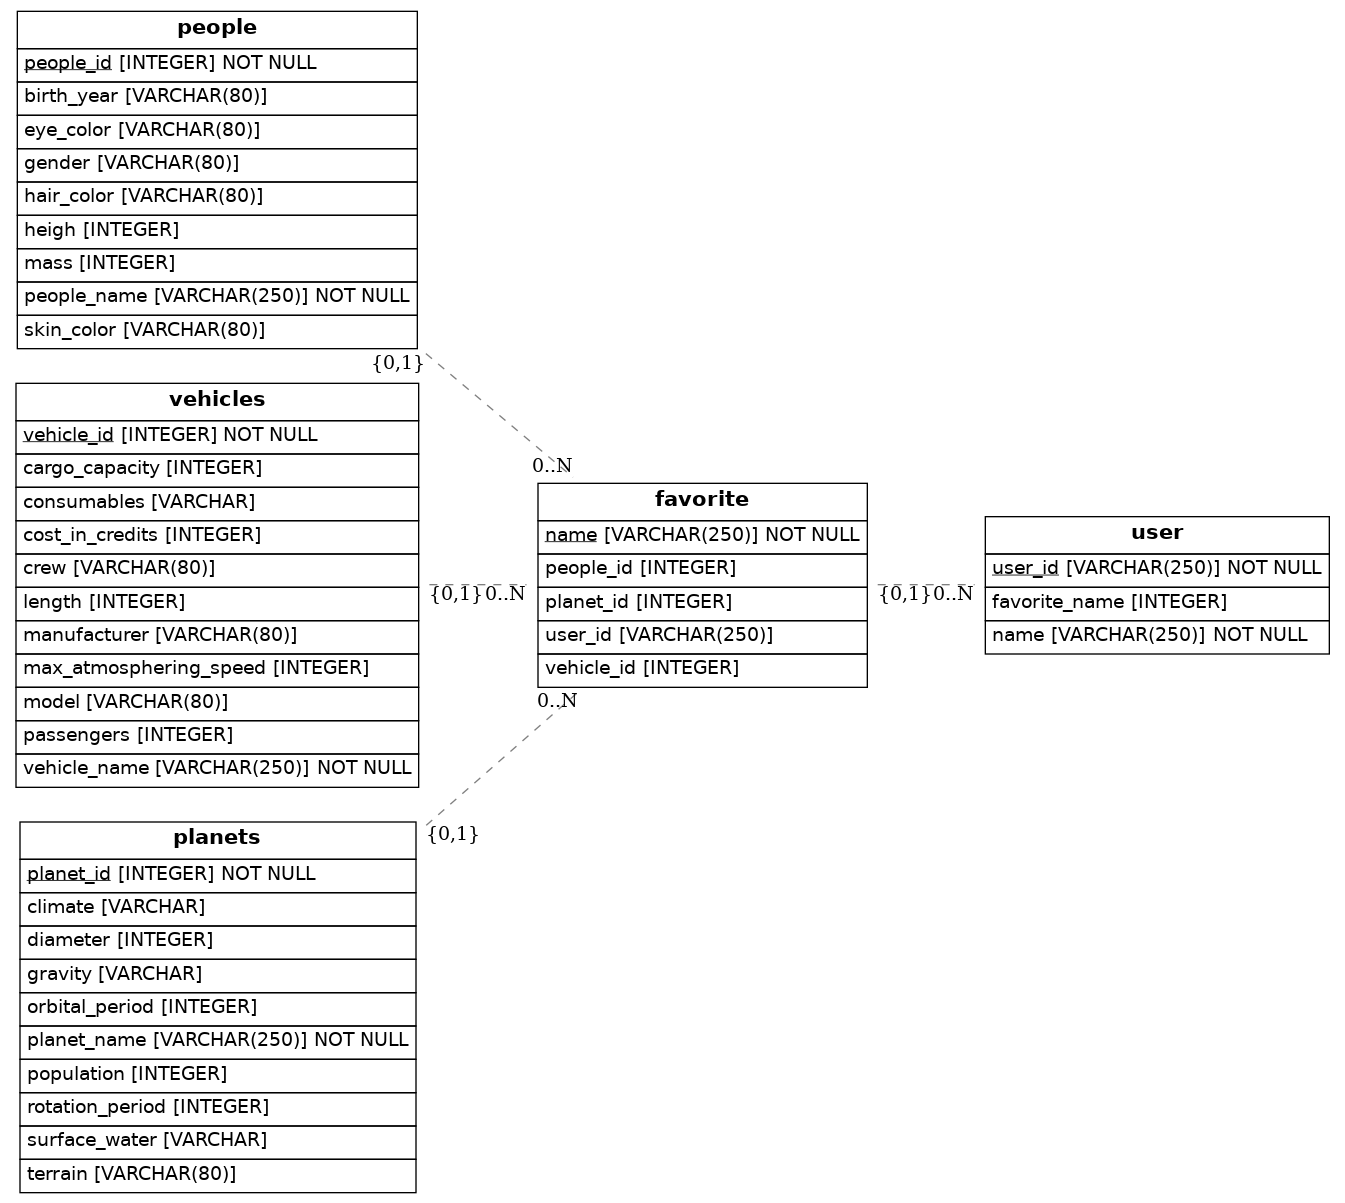 people
people_id [INTEGER] NOT NULL
birth_year [VARCHAR(80)]
eye_color [VARCHAR(80)]
gender [VARCHAR(80)]
hair_color [VARCHAR(80)]
heigh [INTEGER]
mass [INTEGER]
people_name [VARCHAR(250)] NOT NULL
skin_color [VARCHAR(80)]
{0,1}
0..N
vehicles
vehicle_id [INTEGER] NOT NULL
cargo_capacity [INTEGER]
consumables [VARCHAR]
cost_in_credits [INTEGER]
crew [VARCHAR(80)]
length [INTEGER]
manufacturer [VARCHAR(80)]
max_atmosphering_speed [INTEGER]
model [VARCHAR(80)]
passengers [INTEGER]
vehicle_name [VARCHAR(250)] NOT NULL
{0,1} 0..N
favorite
name [VARCHAR(250)] NOT NULL
people_id [INTEGER]
planet_id [INTEGER]
user_id [VARCHAR(250)]
vehicle_id [INTEGER]
{0,1} 0..N
user
user_id [VARCHAR(250)] NOT NULL
favorite_name [INTEGER]
name [VARCHAR(250)] NOT NULL
0..N
{0,1}
planets
planet_id [INTEGER] NOT NULL
climate [VARCHAR]
diameter [INTEGER]
gravity [VARCHAR]
orbital_period [INTEGER]
planet_name [VARCHAR(250)] NOT NULL
population [INTEGER]
rotation_period [INTEGER]
surface_water [VARCHAR]
terrain [VARCHAR(80)]